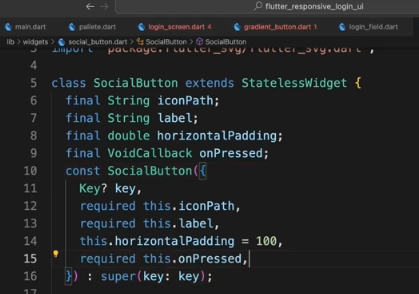 flutter_responsive_login_ui
main.dart pallete.dart login_screen.dart 4 gradient_button.dart 1 login_field.dart
lib > widgets > social_button.dart > SocialButton > SocialButton
import 'package:flutter_svg/flutter_svg.dart';
4
5 class SocialButton extends StatelessWidget {
6 final String iconPath;
7 final String label;
8 final double horizontalPadding;
9 final VoidCallback onPressed;
10 const SocialButton({
11 Key? key,
12 required this.iconPath,
13 required this.label,
14 this.horizontalPadding = 100,
15 required this.onPressed,
16 }) : super(key: key);